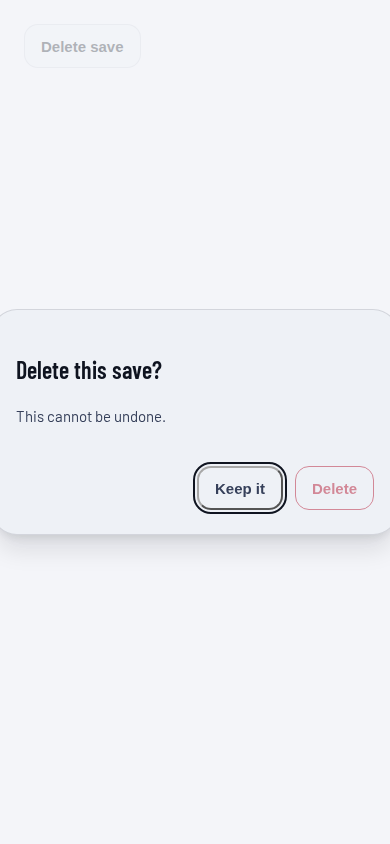 Delete save
Delete this save?
This cannot be undone.
Keep it
Delete